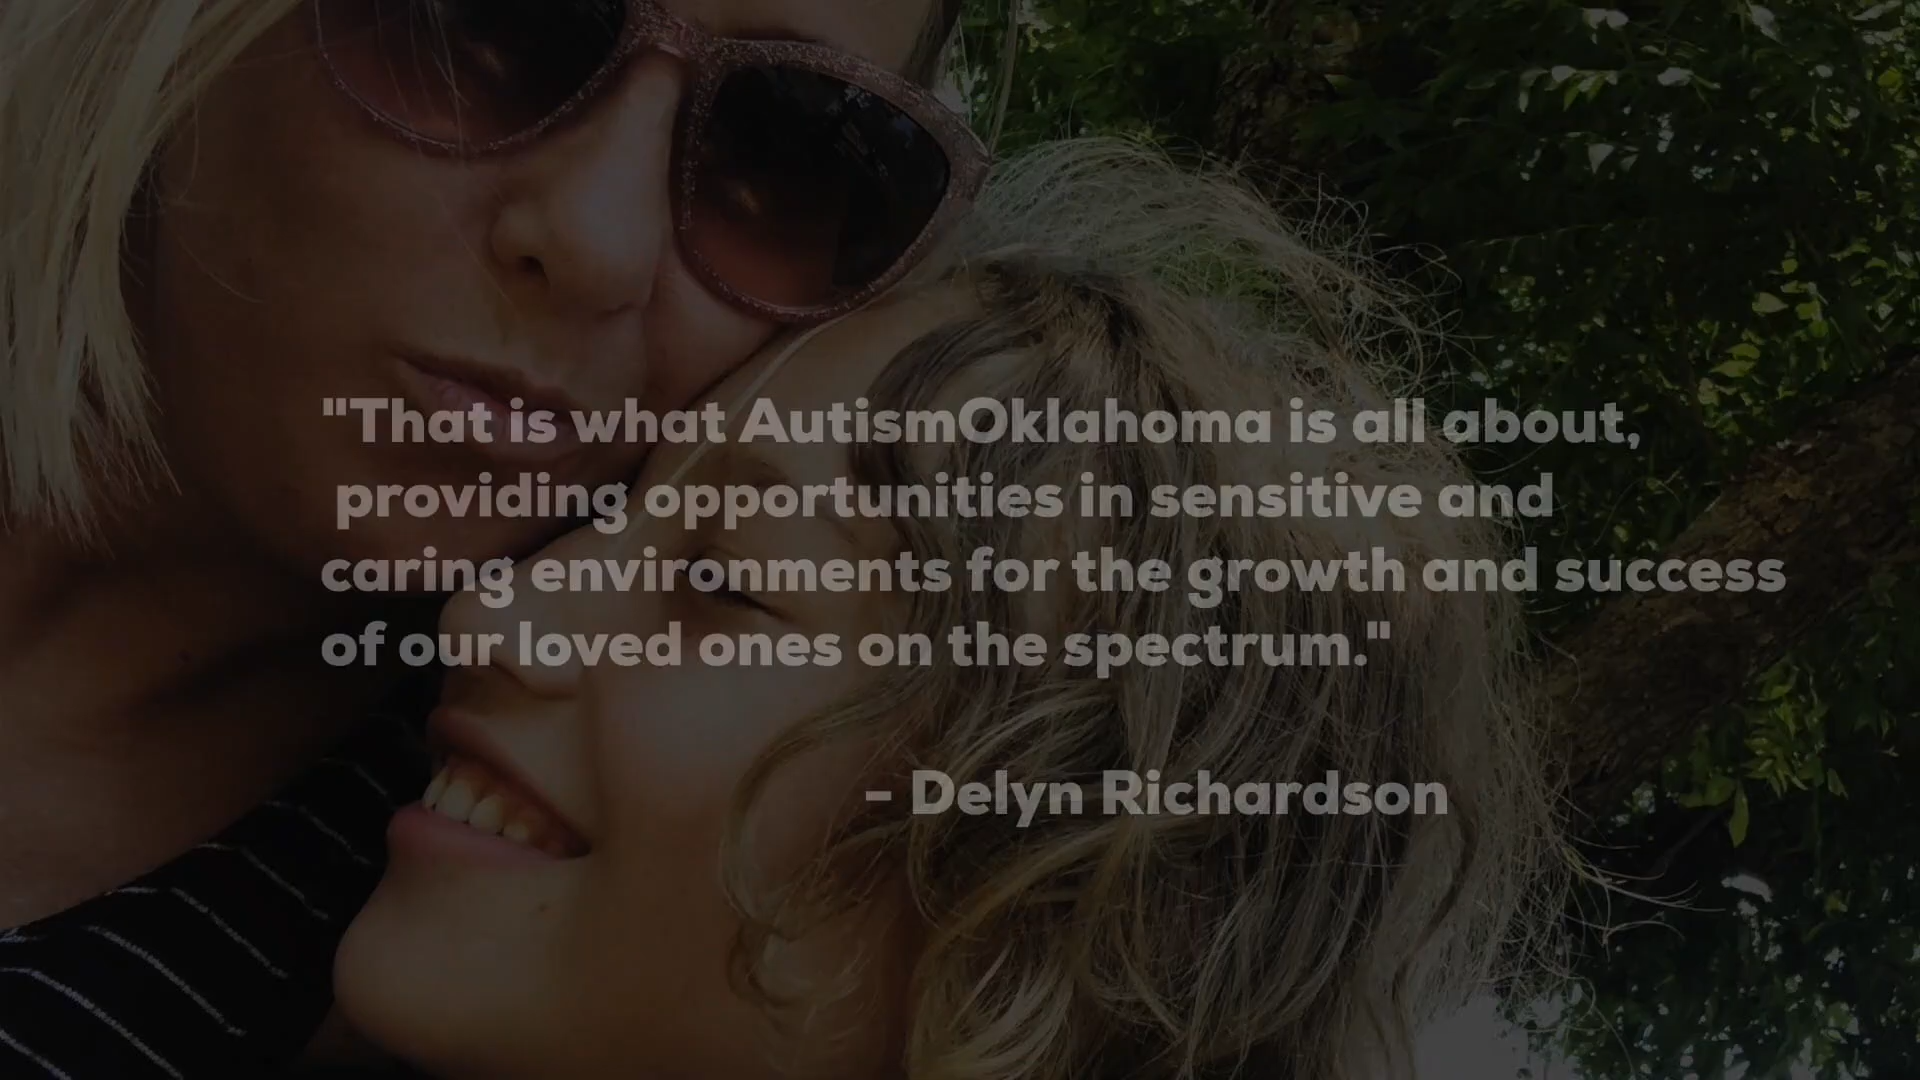 "That is what AutismOklahoma is all about,
providing opportunities in sensitive and
caring environments for the growth and success
of our loved ones on the spectrum."
- Delyn Richardson